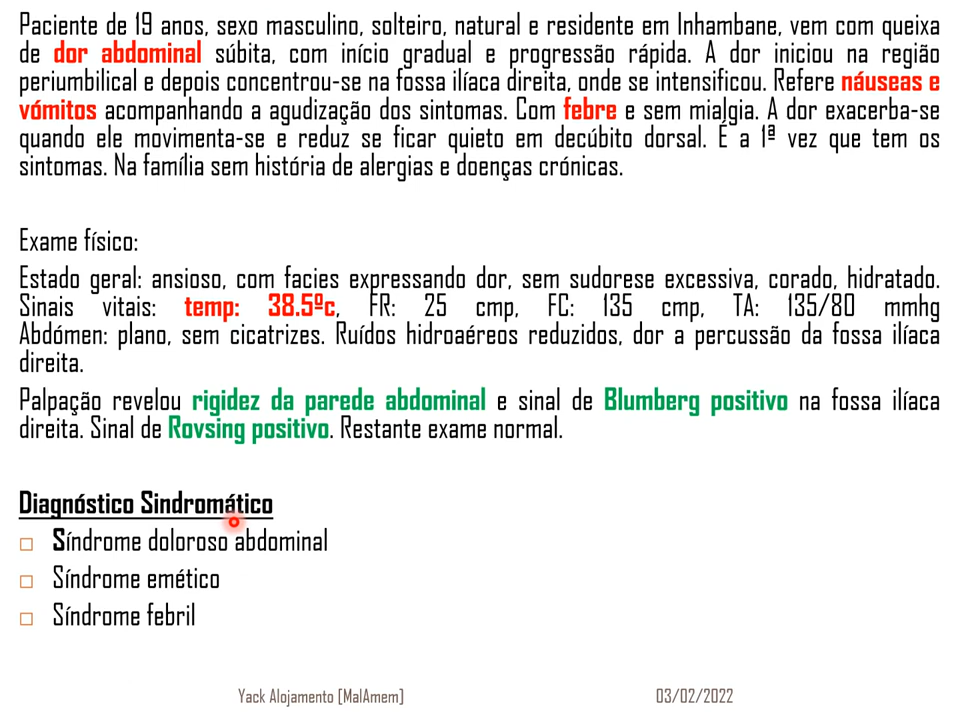 Paciente de 19 anos, sexo masculino, solteiro, natural e residente em Inhambane, vem com queixa
de dor abdominal súbita, com início gradual e progressão rápida. A dor iniciou na região
periumbilical e depois concentrou-se na fossa ilíaca direita, onde se intensificou. Refere náuseas e
vómitos acompanhando a agudização dos sintomas. Com febre e sem mialgia. A dor exacerba-se
quando ele movimenta-se e reduz se ficar quieto em decúbito dorsal. É a 1ª vez que tem os
sintomas. Na família sem história de alergias e doenças crónicas.
Exame físico:
Estado geral: ansioso, com facies expressando dor, sem sudorese excessiva, corado, hidratado.
Sinais vitais: temp: 38.5ºc, FR: 25 cmp, FC: 135 cmp, TA: 135/80 mmhg
Abdómen: plano, sem cicatrizes. Ruídos hidroaéreos reduzidos, dor a percussão da fossa ilíaca
direita.
Palpação revelou rigidez da parede abdominal e sinal de Blumberg positivo na fossa ilíaca
direita. Sinal de Rovsing positivo. Restante exame normal.
Diagnóstico Sindromático
Síndrome doloroso abdominal
Síndrome emético
Síndrome febril
Yack Alojamento [MalAmem] 03/02/2022